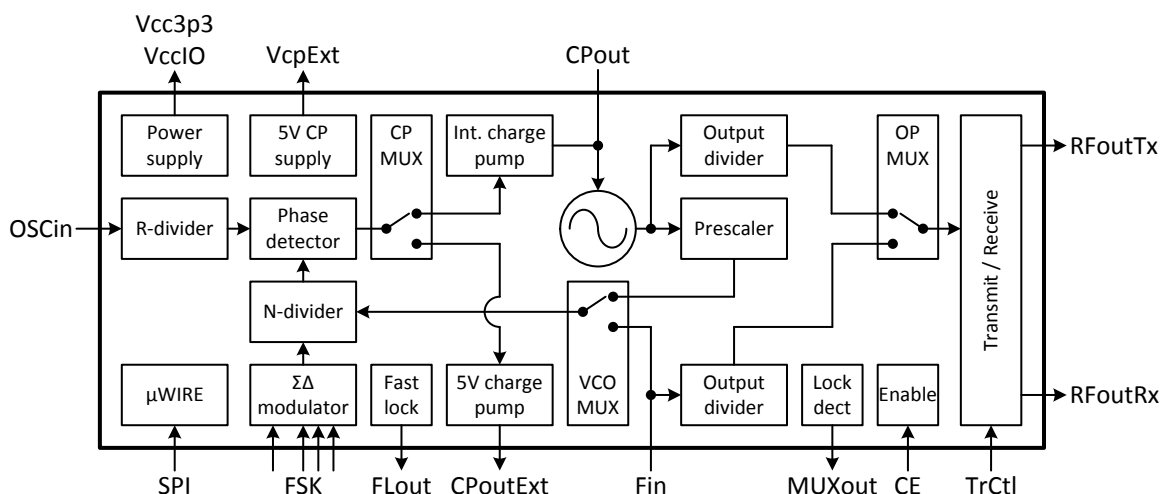 Vcc3p3
VccIO
VcpExt
CPout
Power
supply
5V CP
supply
CP
MUX
Int. charge
pump
Output
divider
OP
MUX
Transmit / Receive
RFoutTx
OSCin
R-divider
Phase
detector
Prescaler
N-divider
µWIRE
ΣΔ
modulator
Fast
lock
5V charge
pump
VCO
MUX
Output
divider
Lock
dect
Enable
RFoutRx
SPI
FSK
FLout
CPoutExt
Fin
MUXout
CE
TrCtl